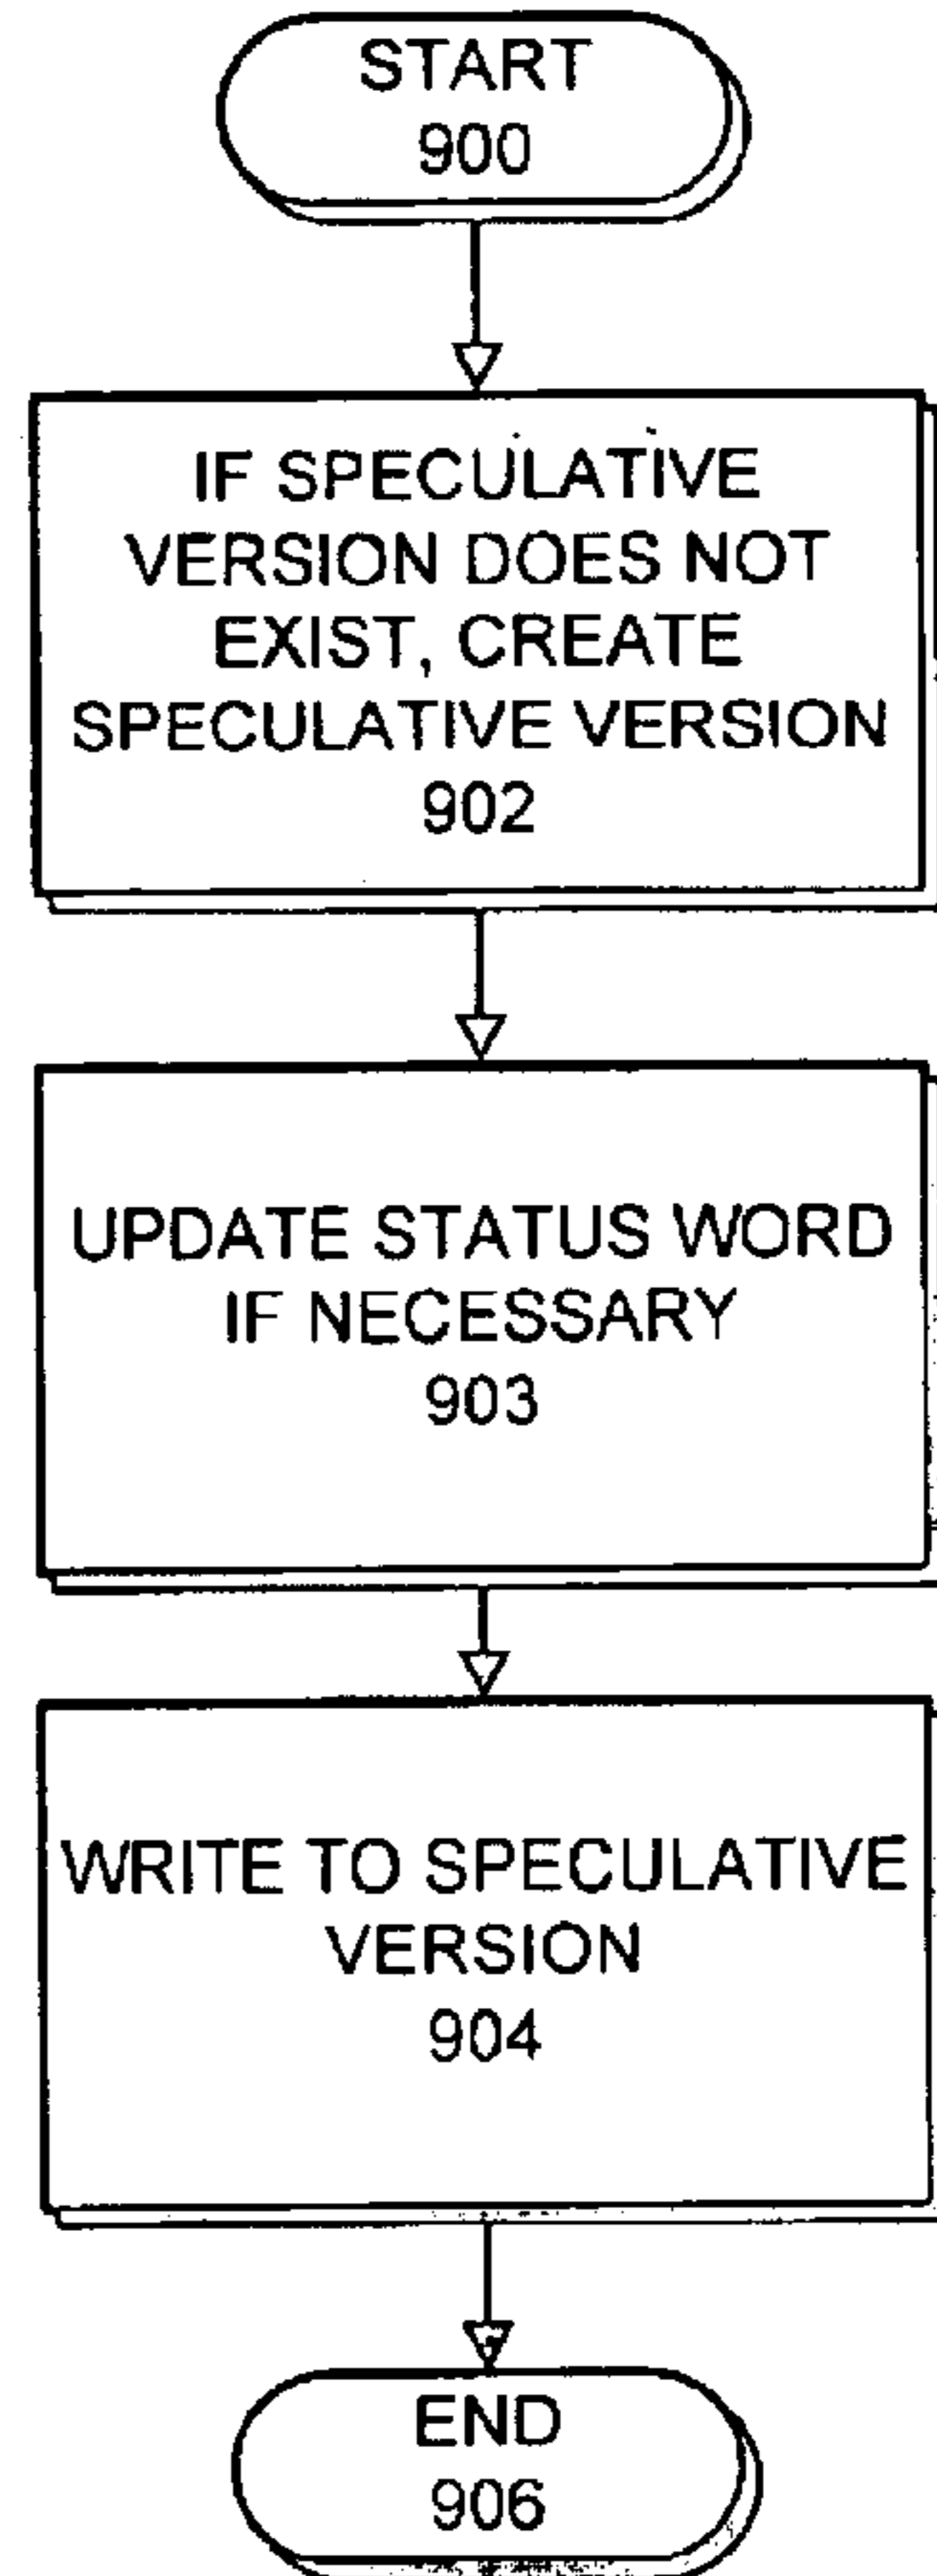 START
900
IF SPECULATIVE
VERSION DOES NOT
EXIST, CREATE
SPECULATIVE VERSION
902
UPDATE STATUS WORD
IF NECESSARY
903
WRITE TO SPECULATIVE
VERSION
904
END
906